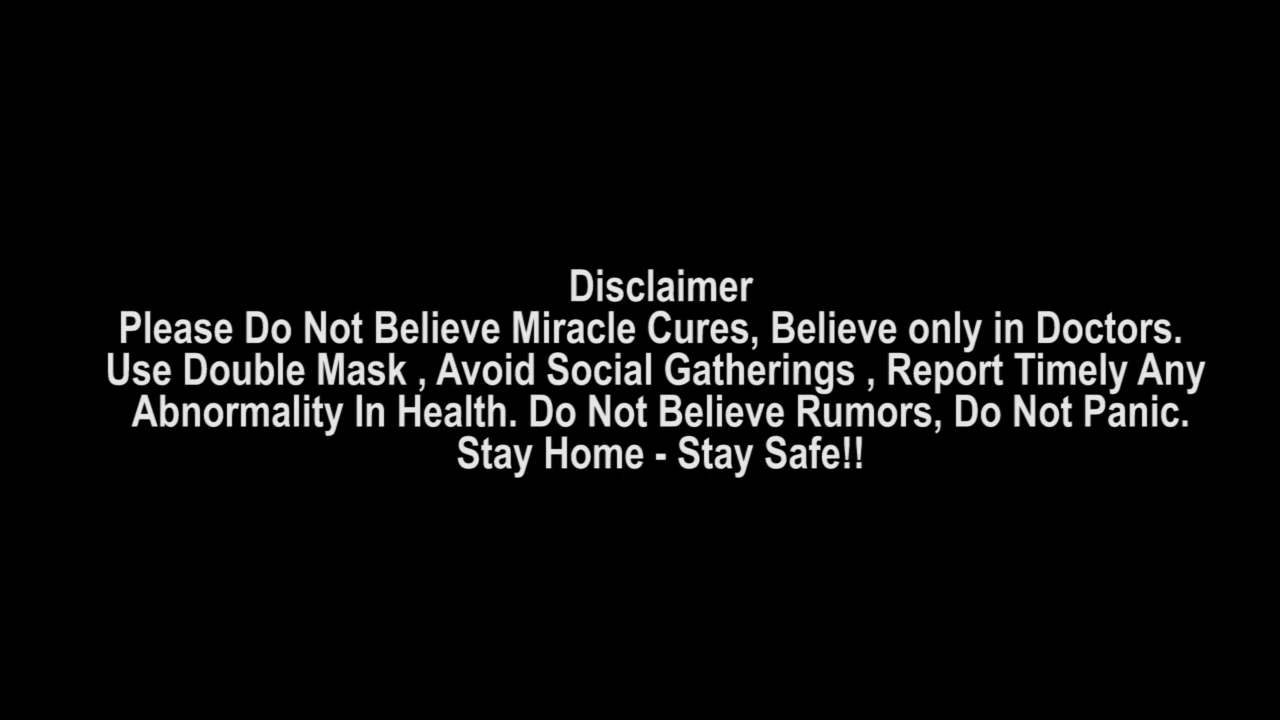 Disclaimer
Please Do Not Believe Miracle Cures, Believe only in Doctors.
Use Double Mask , Avoid Social Gatherings , Report Timely Any
Abnormality In Health. Do Not Believe Rumors, Do Not Panic.
Stay Home - Stay Safe!!